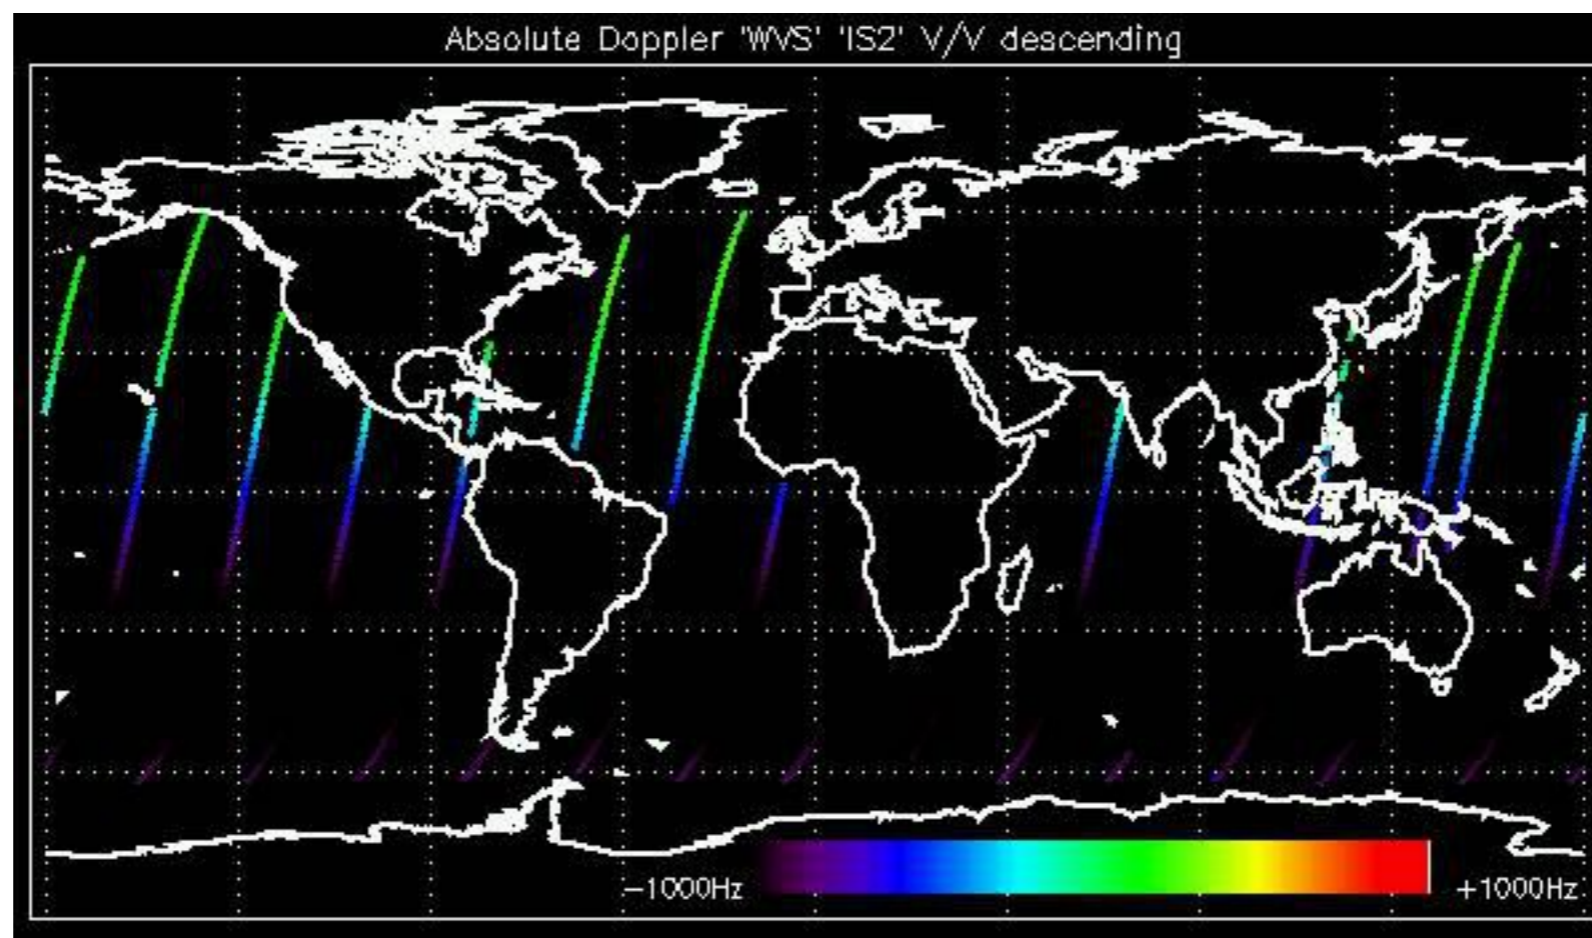 Absolute Doppler 'WVS' 'IS2' V/V descending
−1000Hz +1000Hz